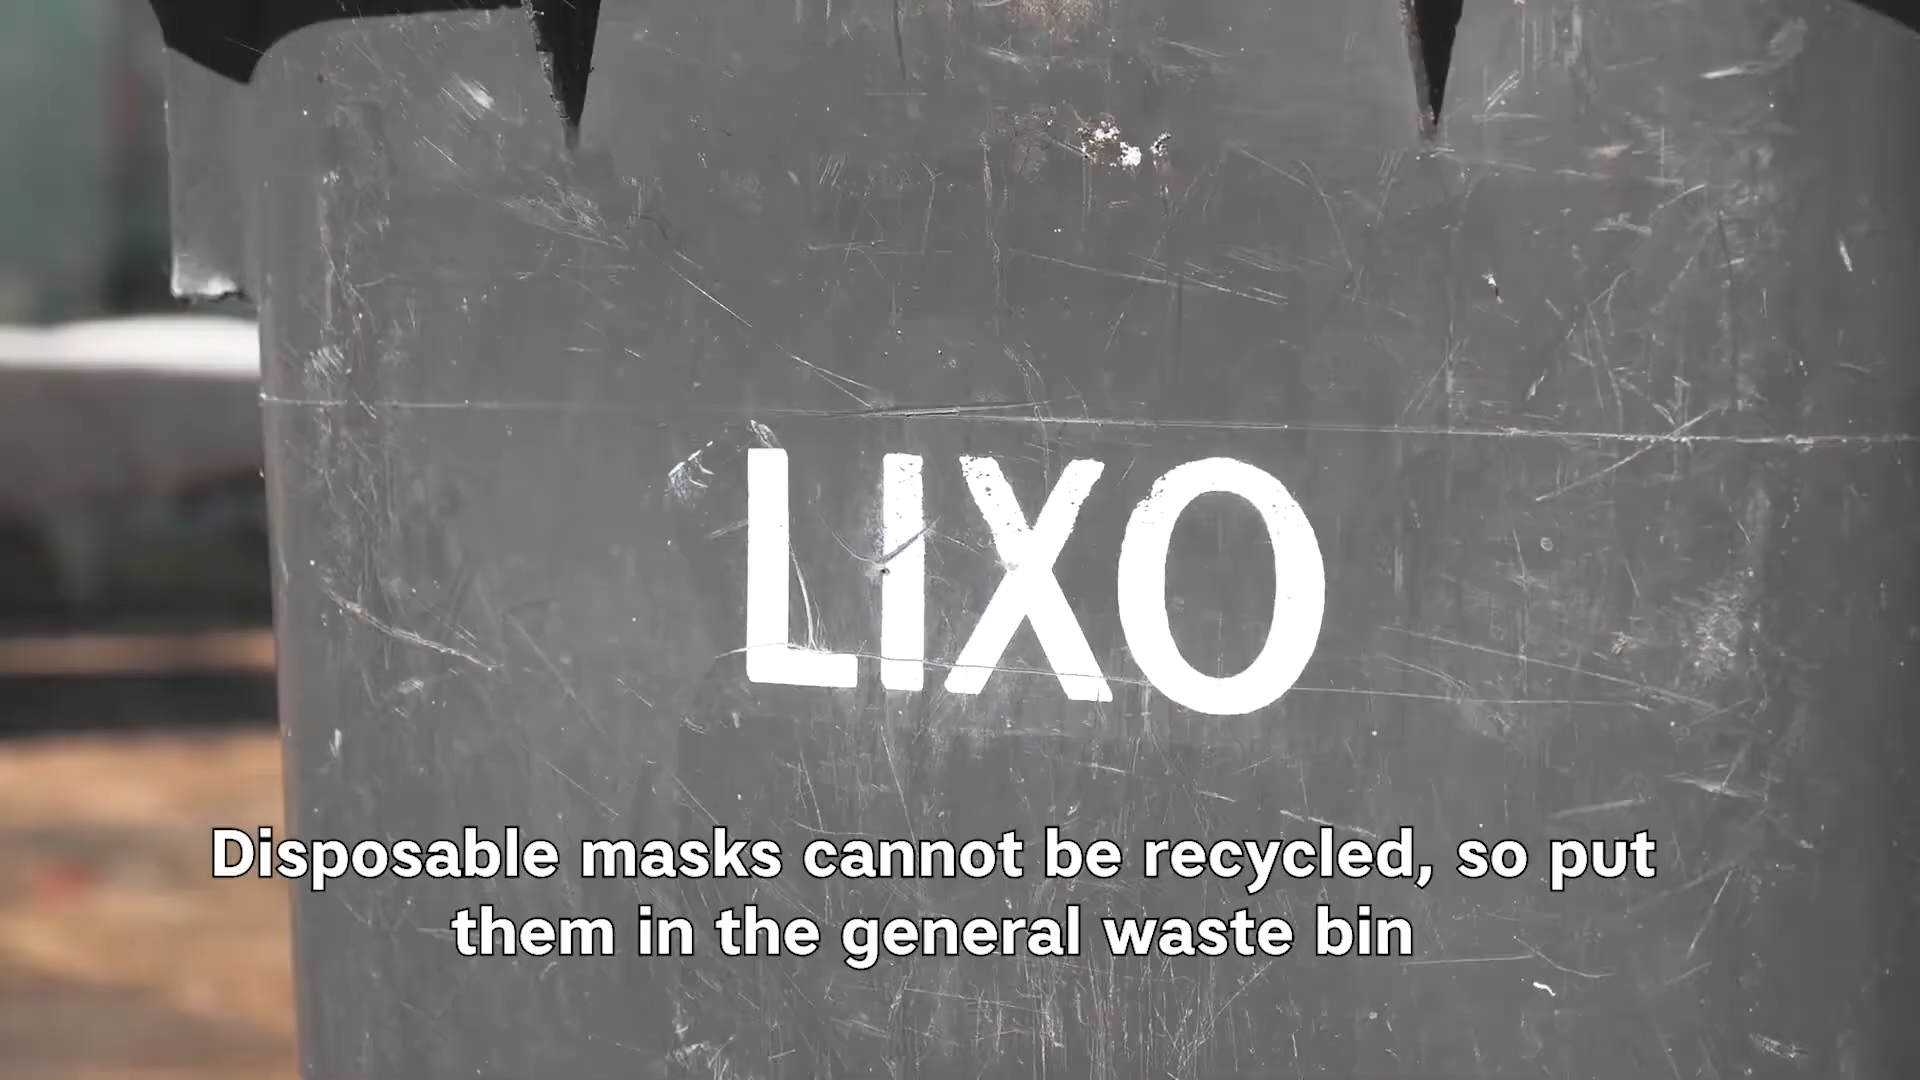 LIXO
Disposable masks cannot be recycled, so put
them in the general waste bin